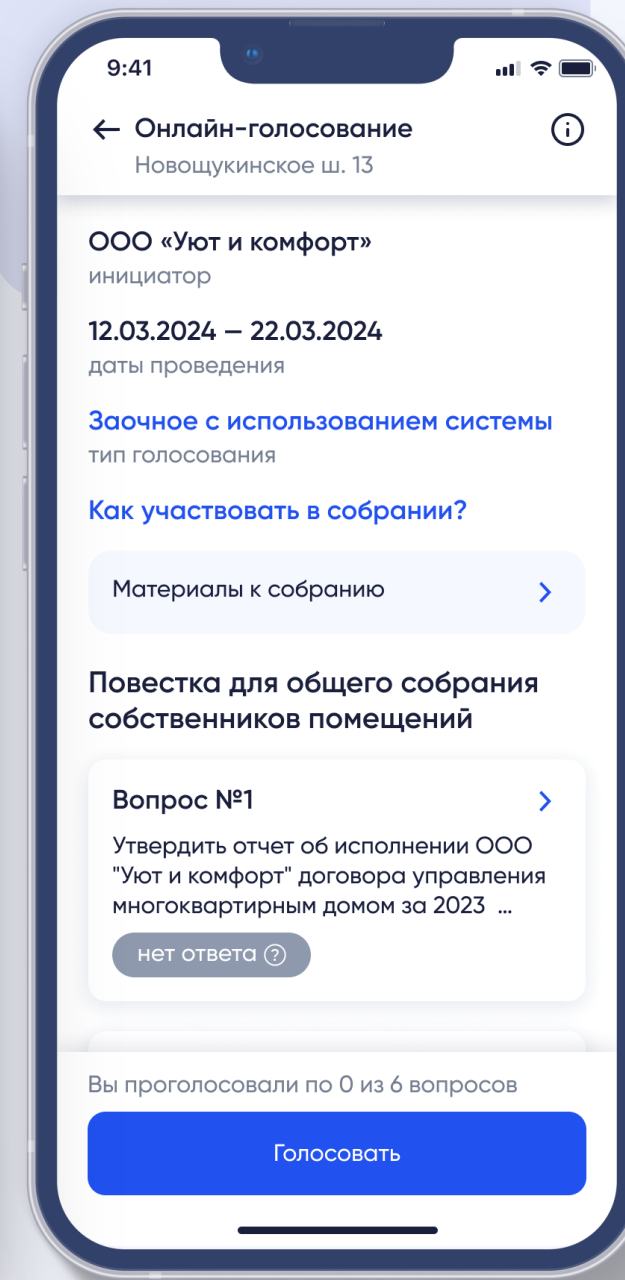 9:41
Онлайн-голосование
Новощукинское ш. 13
ООО «Уют и комфорт»
инициатор
12.03.2024 — 22.03.2024
даты проведения
Заочное с использованием системы
тип голосования
Как участвовать в собрании?
Материалы к собранию
Повестка для общего собрания
собственников помещений
Вопрос №1
Утвердить отчет об исполнении ООО
"Уют и комфорт" договора управления
многоквартирным домом за 2023 ...
нет ответа
Вы проголосовали по 0 из 6 вопросов
Голосовать